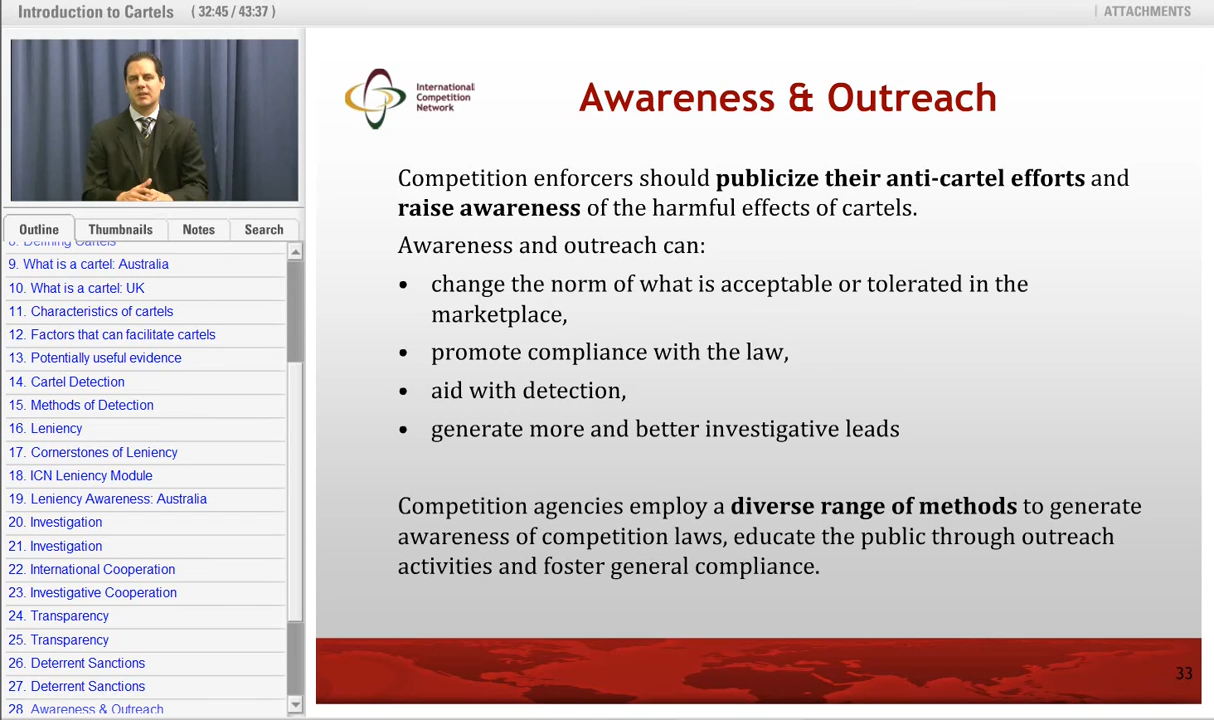 Introduction to Cartels ( 32:45 / 43:37 )
ATTACHMENTS
Outline Thumbnails Notes Search
8. Defining Cartels
9. What is a cartel: Australia
10. What is a cartel: UK
11. Characteristics of cartels
12. Factors that can facilitate cartels
13. Potentially useful evidence
14. Cartel Detection
15. Methods of Detection
16. Leniency
17. Cornerstones of Leniency
18. ICN Leniency Module
19. Leniency Awareness: Australia
20. Investigation
21. Investigation
22. International Cooperation
23. Investigative Cooperation
24. Transparency
25. Transparency
26. Deterrent Sanctions
27. Deterrent Sanctions
28. Awareness & Outreach
International
Competition
Network
Awareness & Outreach
Competition enforcers should publicize their anti-cartel efforts and
raise awareness of the harmful effects of cartels.
Awareness and outreach can:
• change the norm of what is acceptable or tolerated in the
marketplace,
• promote compliance with the law,
• aid with detection,
• generate more and better investigative leads
Competition agencies employ a diverse range of methods to generate
awareness of competition laws, educate the public through outreach
activities and foster general compliance.
33